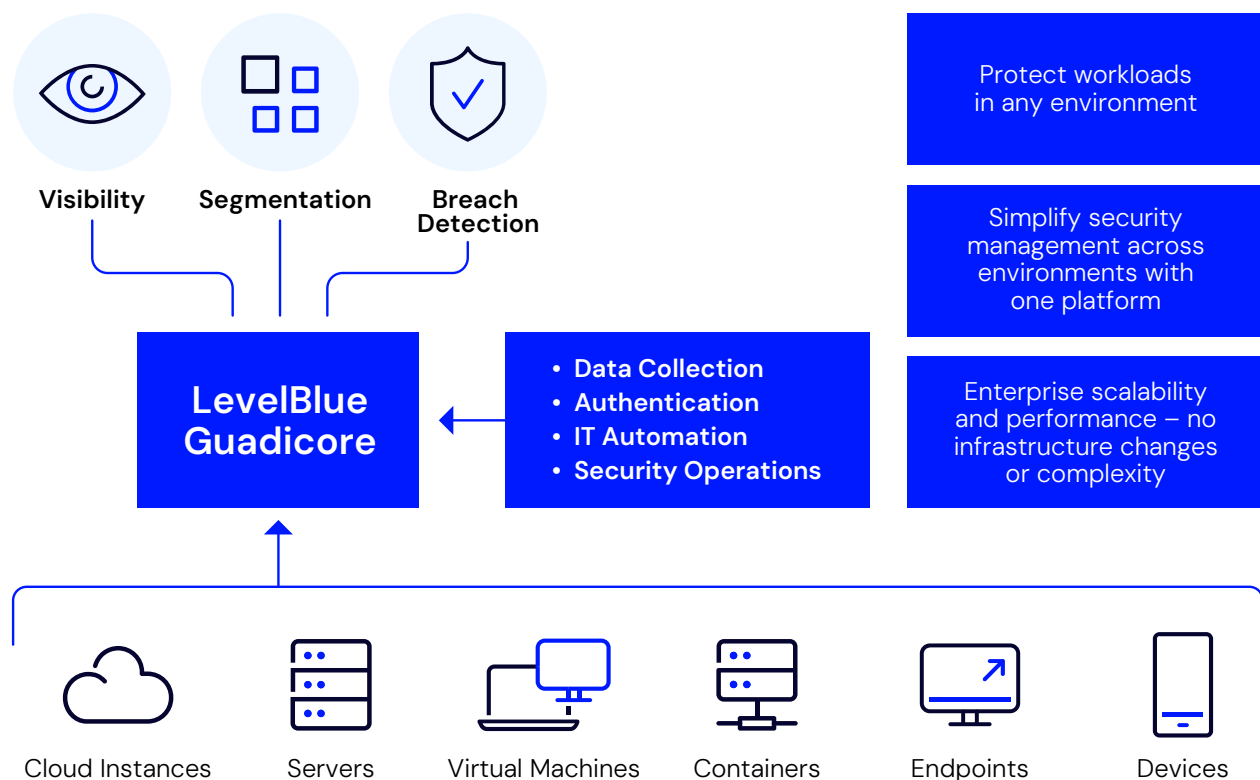 Visibility
Segmentation
Breach
Detection
LevelBlue
Guadicore
• Data Collection
• Authentication
• IT Automation
• Security Operations
Protect workloads
in any environment
Simplify security
management across
environments with
one platform
Enterprise scalability
and performance – no
infrastructure changes
or complexity
Cloud Instances
Servers
Virtual Machines
Containers
Endpoints
Devices